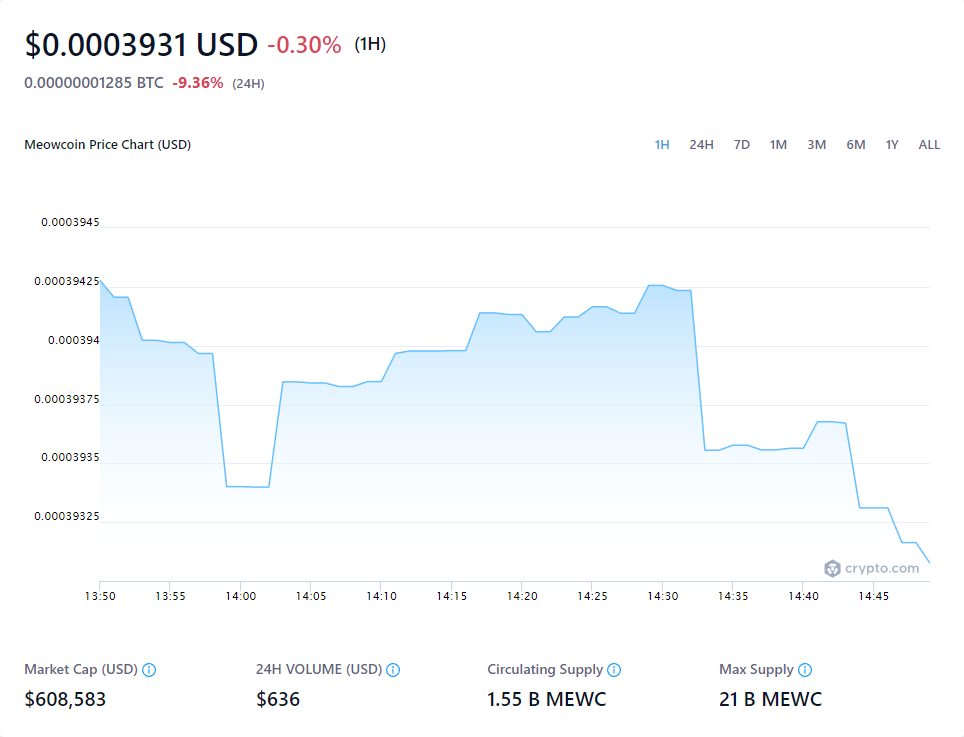 $0.0003931 USD -0.30% (1H)
0.00000001285 BTC -9.36% (24H)
Meowcoin Price Chart (USD)
1H 24H 7D 1M 3M 6M 1Y ALL
0.0003945
0.00039425
0.000394
0.00039375
0.0003935
0.00039325
crypto.com
13:50 13:55 14:00 14:05 14:10 14:15 14:20 14:25 14:30 14:35 14:40 14:45
Market Cap (USD) 24H VOLUME (USD) Circulating Supply Max Supply
$608,583 $636 1.55 B MEWC 21 B MEWC